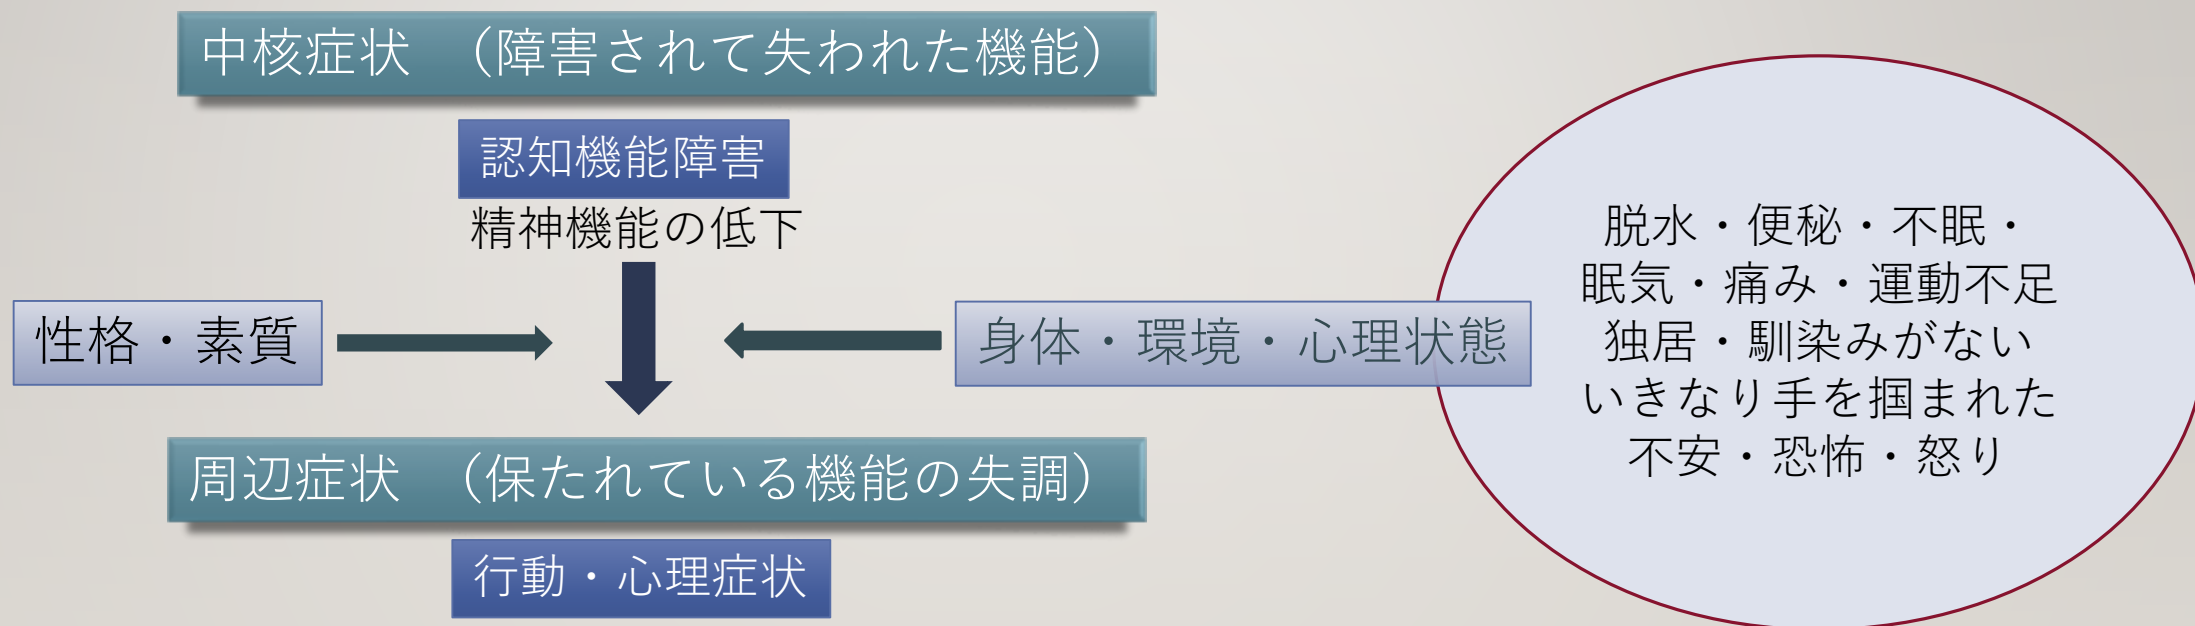 中核症状　（障害されて失われた機能）
認知機能障害
精神機能の低下
性格・素質
身体・環境・心理状態
脱水・便秘・不眠・
眠気・痛み・運動不足
独居・馴染みがない
いきなり手を掴まれた
不安・恐怖・怒り
周辺症状　（保たれている機能の失調）
行動・心理症状